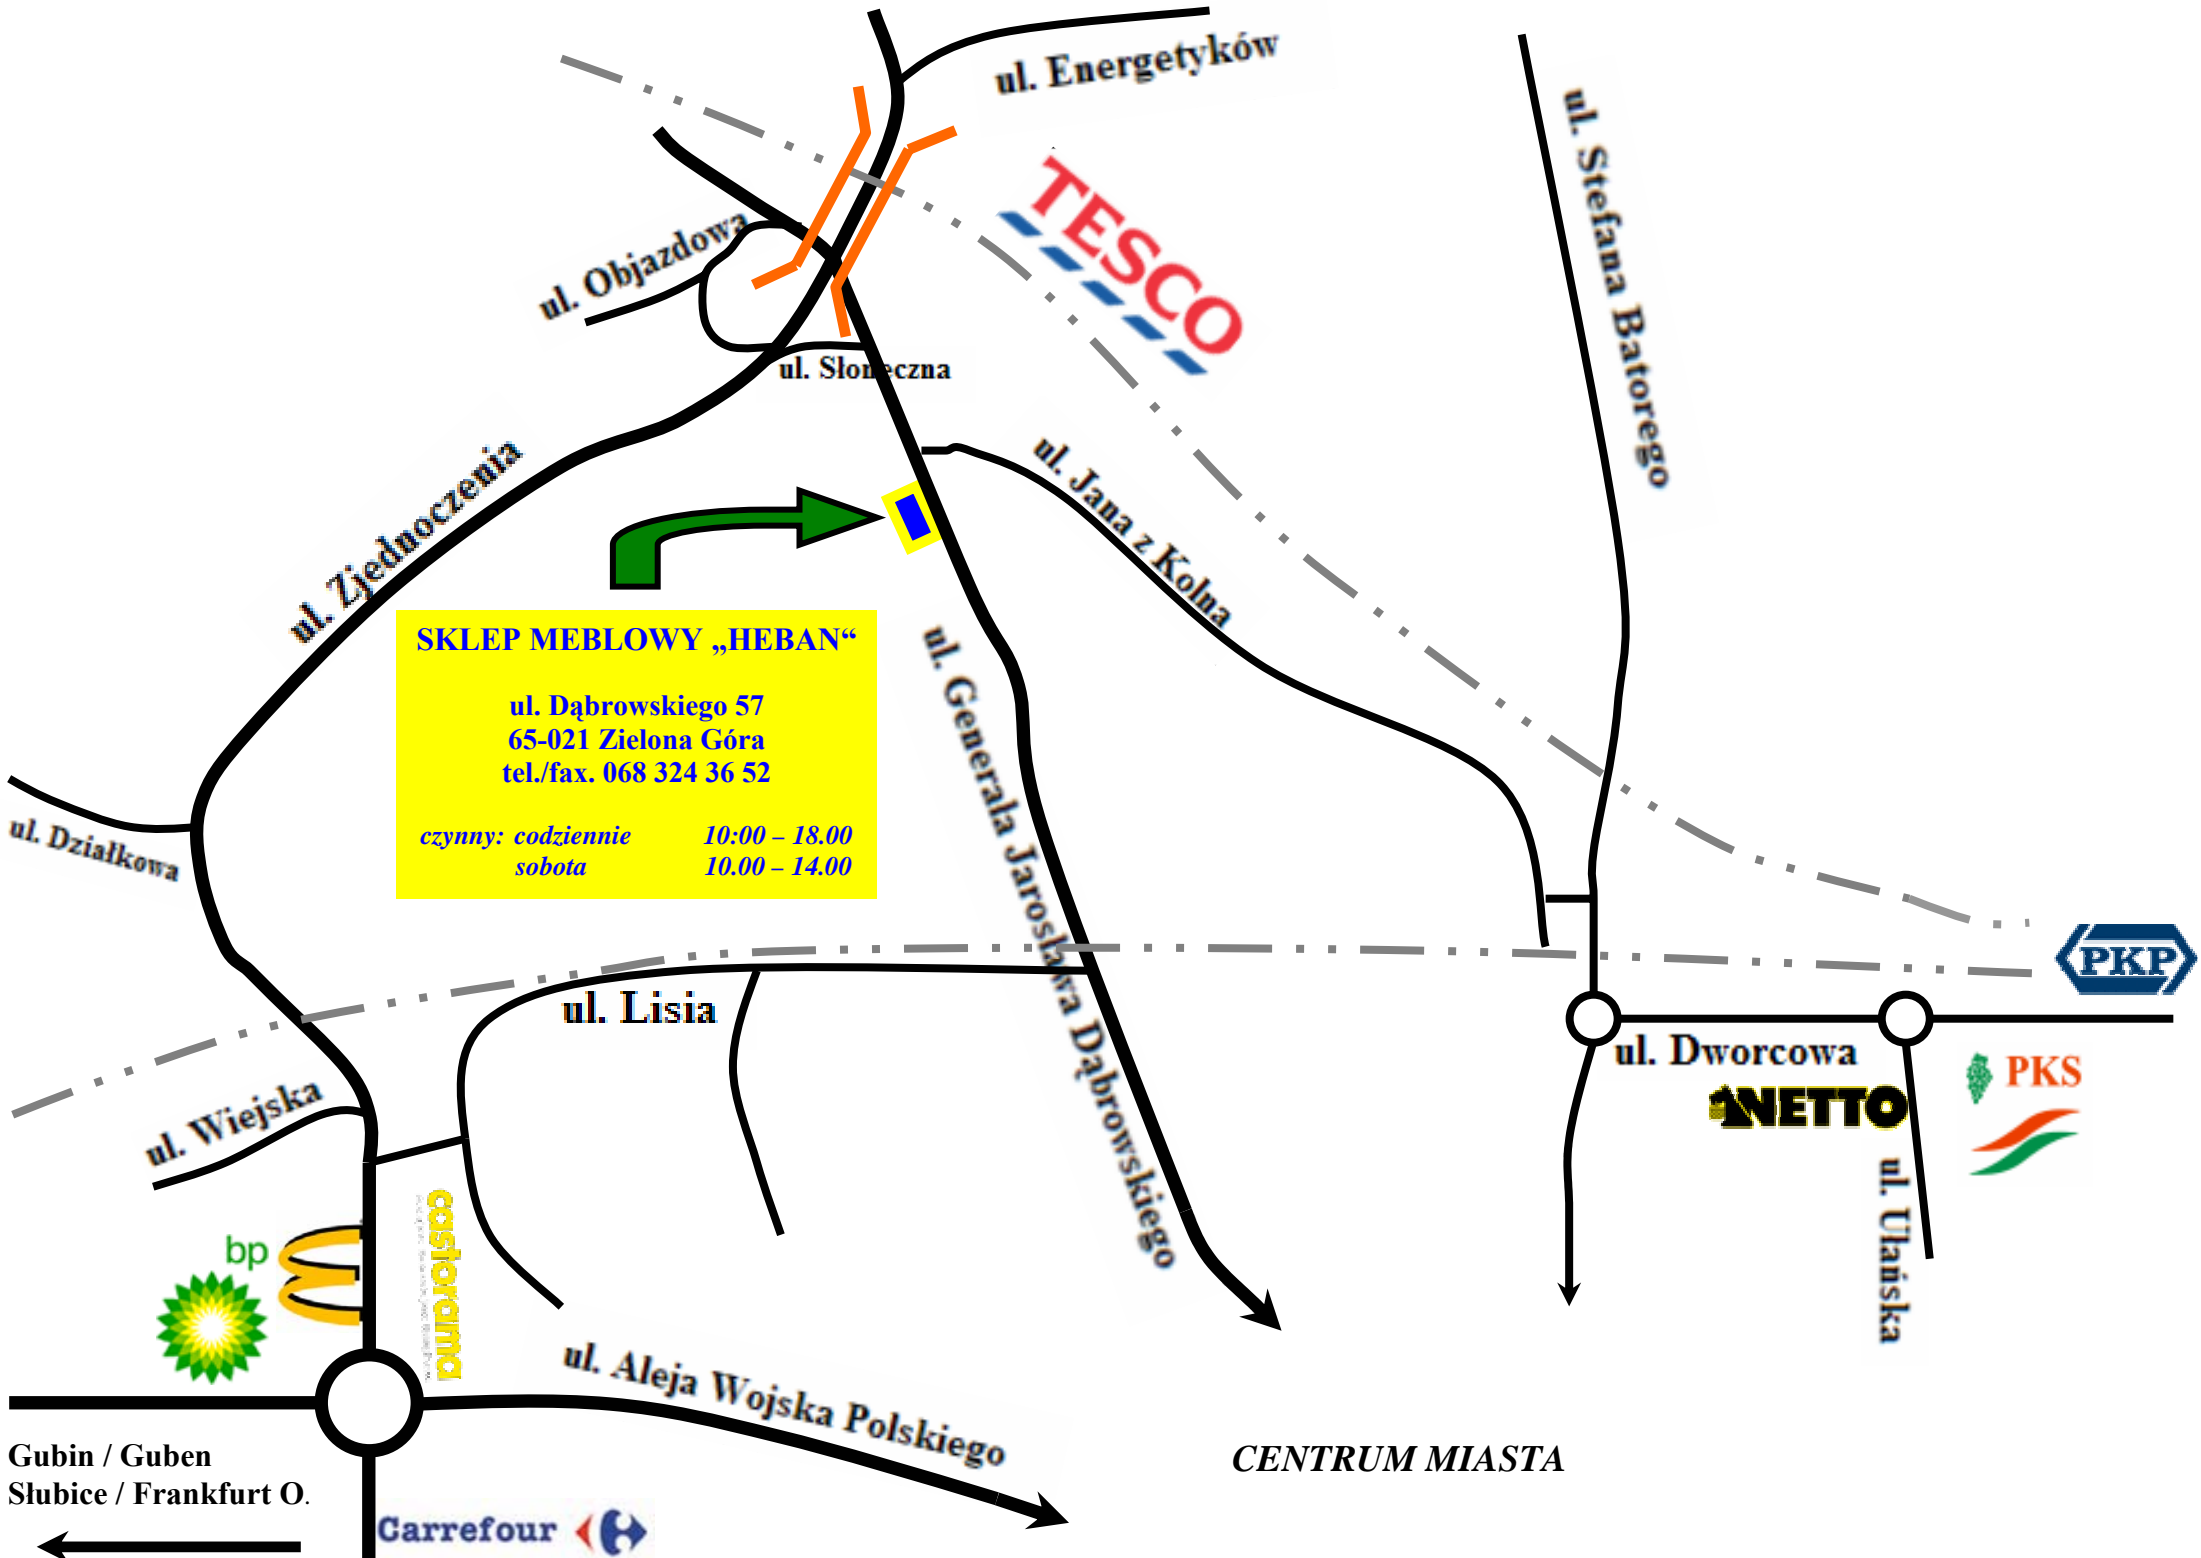 ul. Energetyków
ul. Stefana Batorego
TESCO
ul. Objazdowa
ul. Słoneczna
ul. Zjednoczenia
ul. Jana z Kolna
SKLEP MEBLOWY „HEBAN“
ul. Dąbrowskiego 57
65-021 Zielona Góra
tel./fax. 068 324 36 52
czynny: codziennie 10:00 – 18.00
sobota 10.00 – 14.00
ul. Generała Jarosława Dąbrowskiego
ul. Działkowa
PKP
ul. Lisia
ul. Dworcowa
PKS
NETTO
ul. Wiejska
ul. Ułańska
bp
castorama
ul. Aleja Wojska Polskiego
Gubin / Guben
Słubice / Frankfurt O.
CENTRUM MIASTA
Carrefour